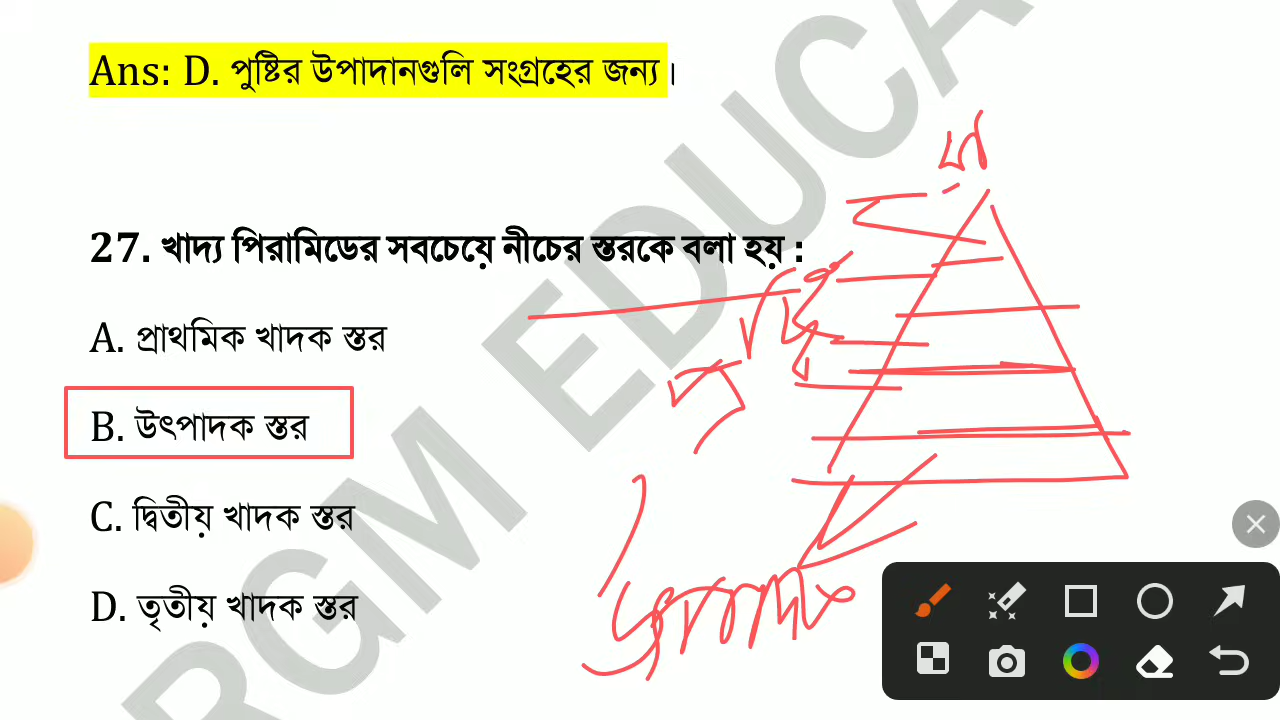 Ans: D. পুষ্টির উপাদানগুলি সংগ্রহের জন্য।
27. খাদ্য পিরামিডের সবচেয়ে নীচের স্তরকে বলা হয় :
A. প্রাথমিক খাদক স্তর
B. উৎপাদক স্তর
C. দ্বিতীয় খাদক স্তর
D. তৃতীয় খাদক স্তর
RGM EDUCA